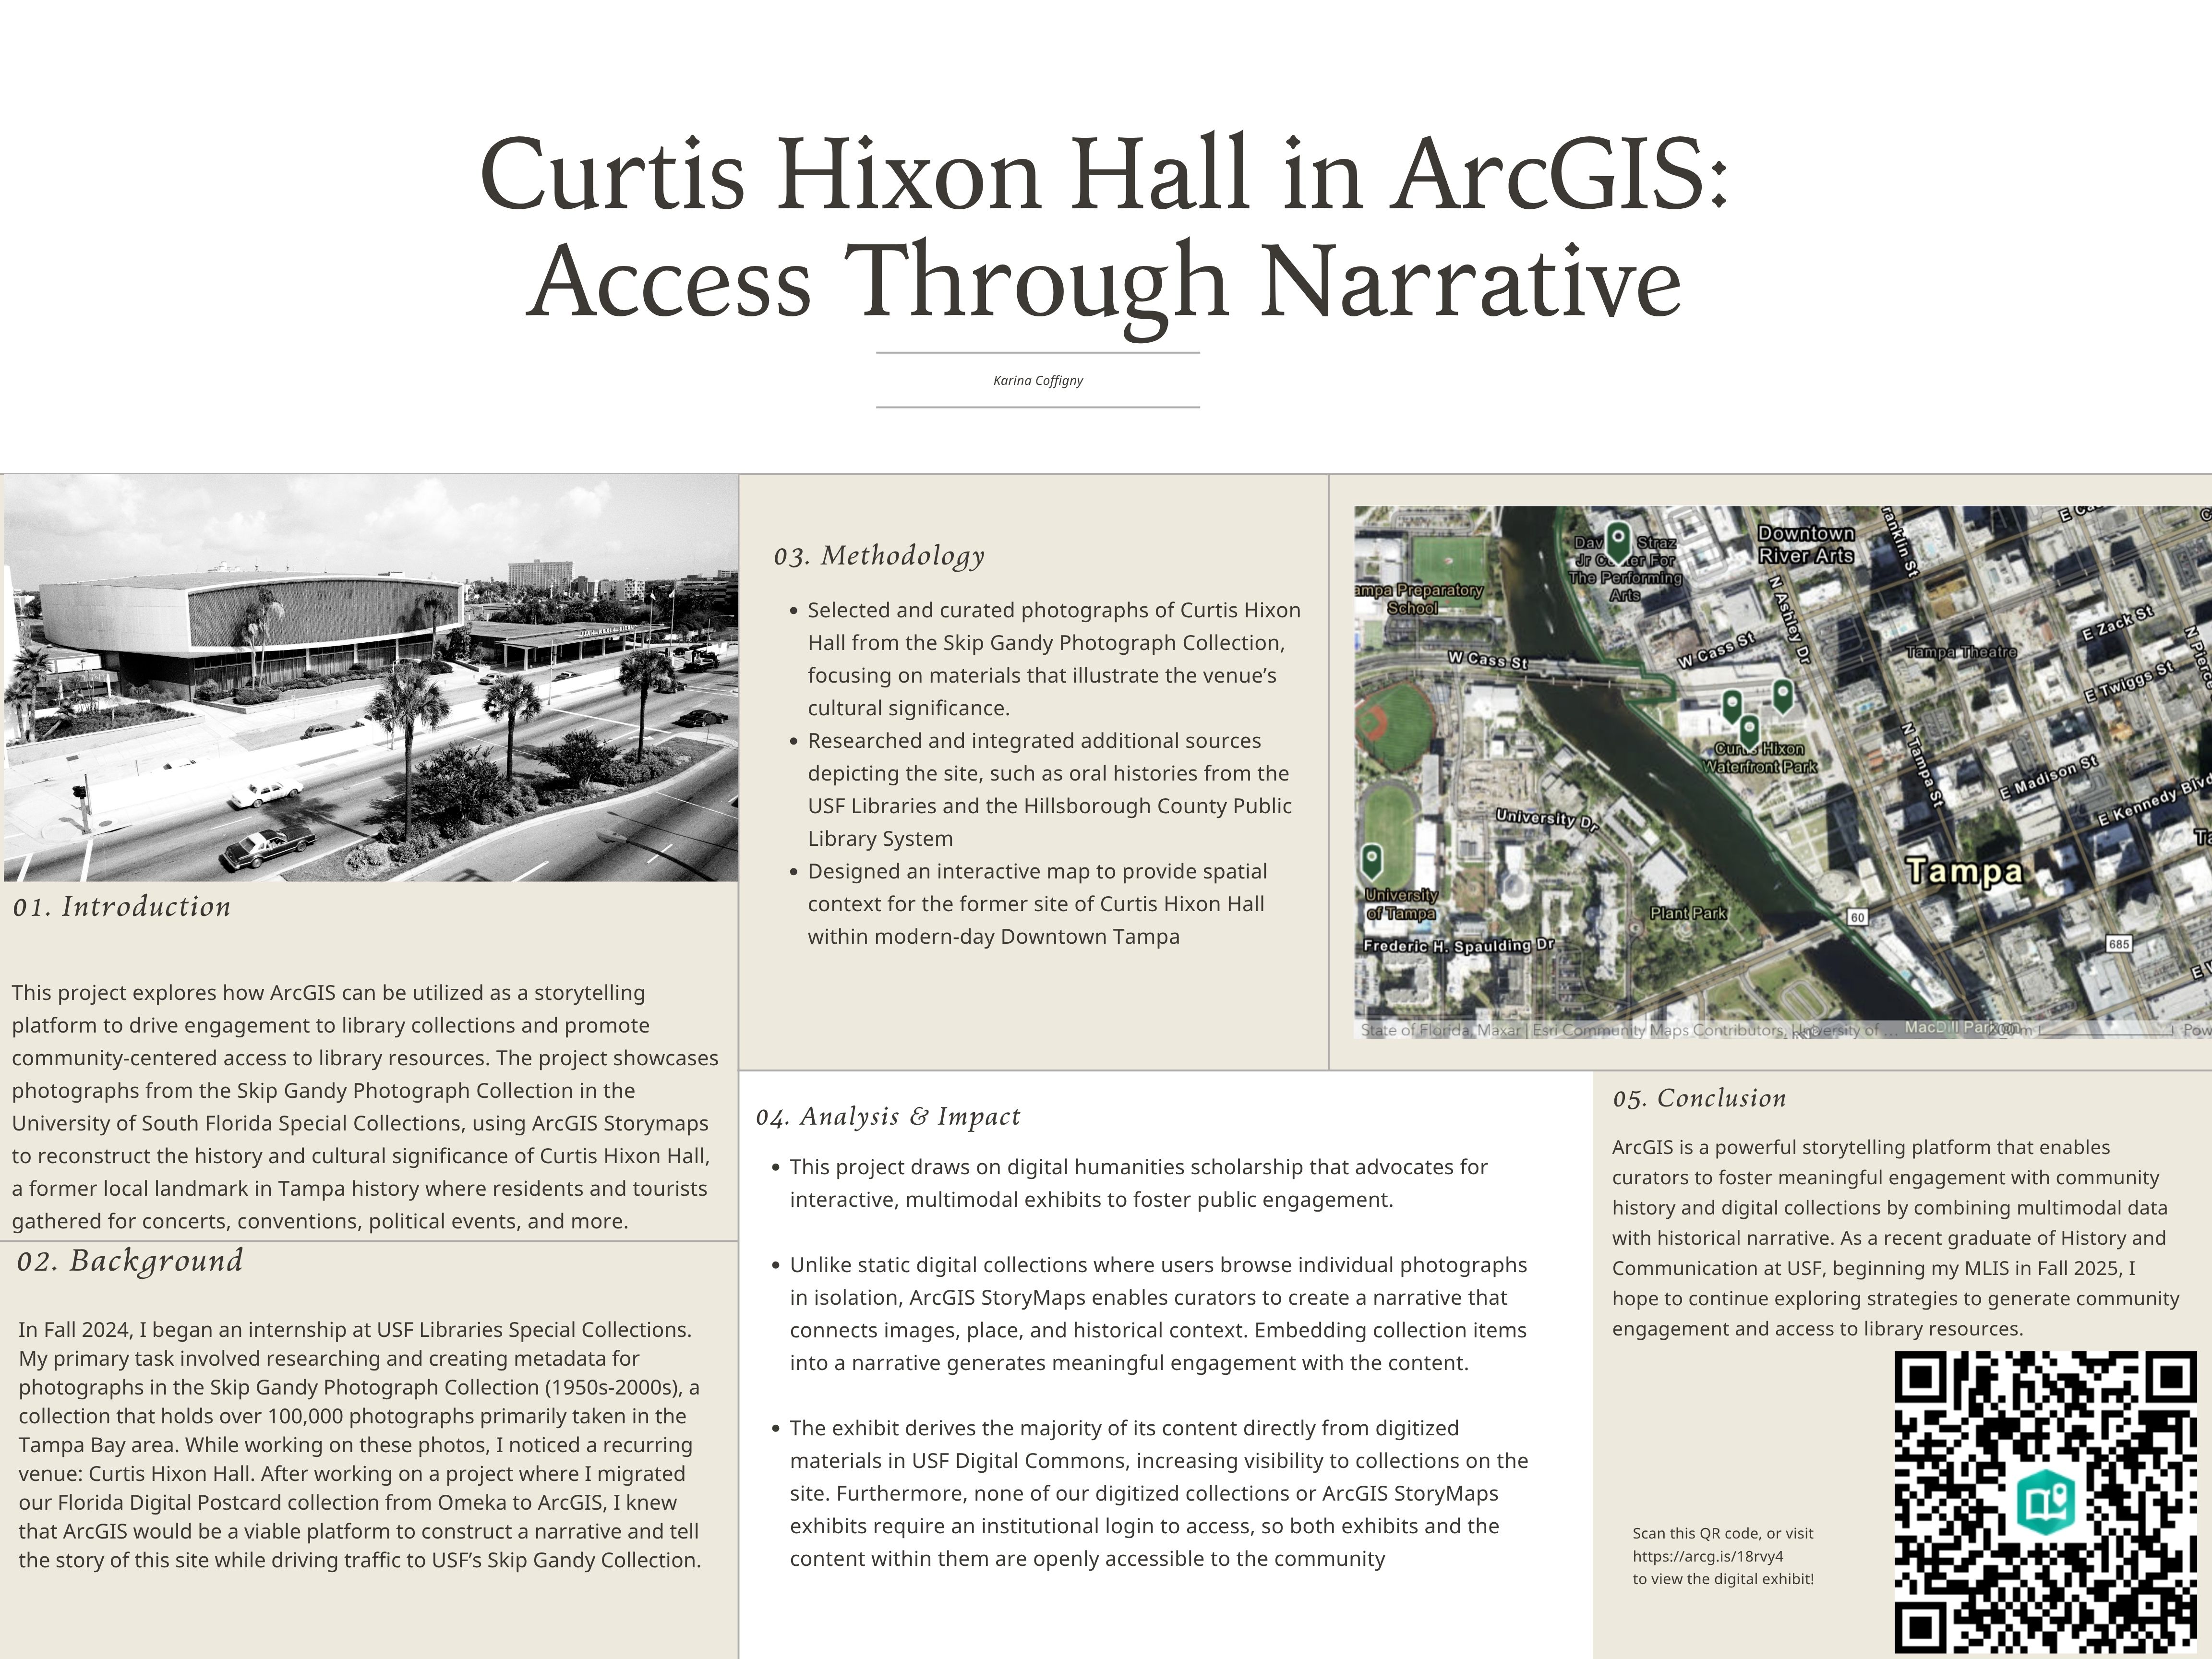 Curtis Hixon Hall in ArcGIS:
Access Through Narrative
Karina Coffigny
01. Introduction
This project explores how ArcGIS can be utilized as a storytelling
platform to drive engagement to library collections and promote
community-centered access to library resources. The project showcases
photographs from the Skip Gandy Photograph Collection in the
University of South Florida Special Collections, using ArcGIS Storymaps
to reconstruct the history and cultural significance of Curtis Hixon Hall,
a former local landmark in Tampa history where residents and tourists
gathered for concerts, conventions, political events, and more.
02. Background
In Fall 2024, I began an internship at USF Libraries Special Collections.
My primary task involved researching and creating metadata for
photographs in the Skip Gandy Photograph Collection (1950s-2000s), a
collection that holds over 100,000 photographs primarily taken in the
Tampa Bay area. While working on these photos, I noticed a recurring
venue: Curtis Hixon Hall. After working on a project where I migrated
our Florida Digital Postcard collection from Omeka to ArcGIS, I knew
that ArcGIS would be a viable platform to construct a narrative and tell
the story of this site while driving traffic to USF’s Skip Gandy Collection.
03. Methodology
• Selected and curated photographs of Curtis Hixon
Hall from the Skip Gandy Photograph Collection,
focusing on materials that illustrate the venue’s
cultural significance.
• Researched and integrated additional sources
depicting the site, such as oral histories from the
USF Libraries and the Hillsborough County Public
Library System
• Designed an interactive map to provide spatial
context for the former site of Curtis Hixon Hall
within modern-day Downtown Tampa
Downtown
River Arts
Straz
Jr
For
The Performing
Arts
ampa Preparatory
School
ranklin St
N Ashley Dr
W Cass St
W Cass St
E Zack St
Tampa Theatre
E Twiggs St
Hixon
Waterfront Park
N Tampa St
E Madison St
E Kennedy Blvd
University Dr
Tampa
University
of Tampa
Plant Park
60
685
Frederic H. Spaulding Dr
State of Florida, Maxar | Esri Community Maps Contributors, University of ...
04. Analysis & Impact
• This project draws on digital humanities scholarship that advocates for
interactive, multimodal exhibits to foster public engagement.
• Unlike static digital collections where users browse individual photographs
in isolation, ArcGIS StoryMaps enables curators to create a narrative that
connects images, place, and historical context. Embedding collection items
into a narrative generates meaningful engagement with the content.
• The exhibit derives the majority of its content directly from digitized
materials in USF Digital Commons, increasing visibility to collections on the
site. Furthermore, none of our digitized collections or ArcGIS StoryMaps
exhibits require an institutional login to access, so both exhibits and the
content within them are openly accessible to the community
05. Conclusion
ArcGIS is a powerful storytelling platform that enables
curators to foster meaningful engagement with community
history and digital collections by combining multimodal data
with historical narrative. As a recent graduate of History and
Communication at USF, beginning my MLIS in Fall 2025, I
hope to continue exploring strategies to generate community
engagement and access to library resources.
Scan this QR code, or visit
https://arcg.is/18rvy4
to view the digital exhibit!